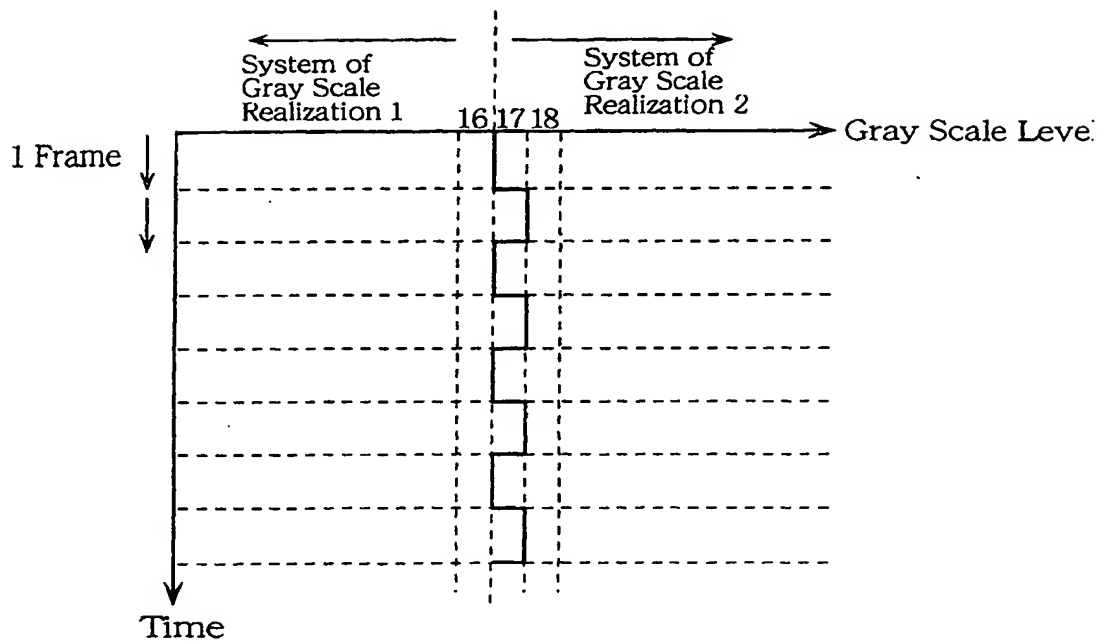 System of
Gray Scale
Realization 1
System of
Gray Scale
Realization 2
16 17 18
Gray Scale Level
1 Frame
Time